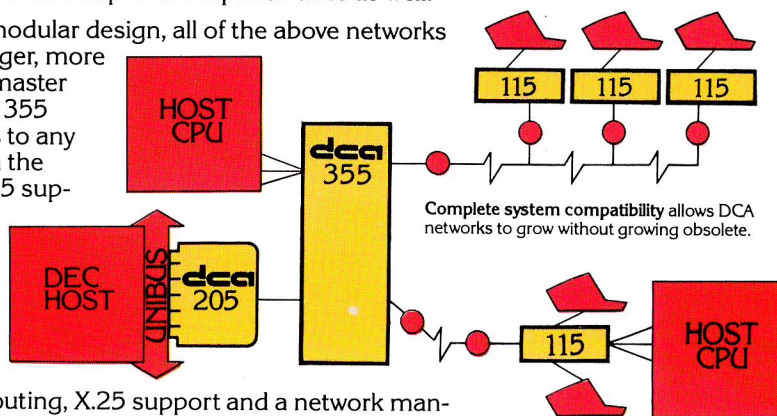 modular design, all of the above networks
ger, more
master
355
s to any
the
5 sup-
HOST
CPU
dca
355
115
115
115
Complete system compatibility allows DCA
networks to grow without growing obsolete.
DEC
HOST
UNIBUS
dca
205
115
HOST
CPU
outing, X.25 support and a network man-